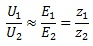 U₁/U₂ ≈ E₁/E₂ = z₁/z₂